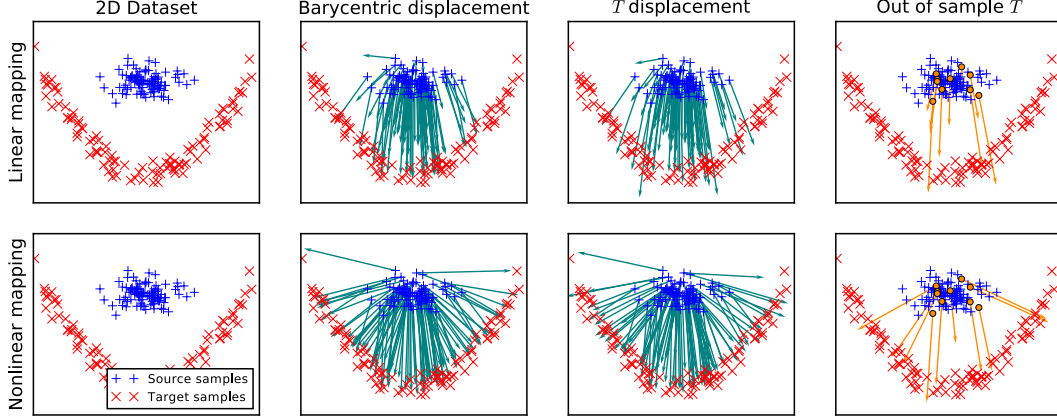 2D Dataset
Barycentric displacement
T displacement
Out of sample T
Linear mapping
Nonlinear mapping
Source samples
Target samples